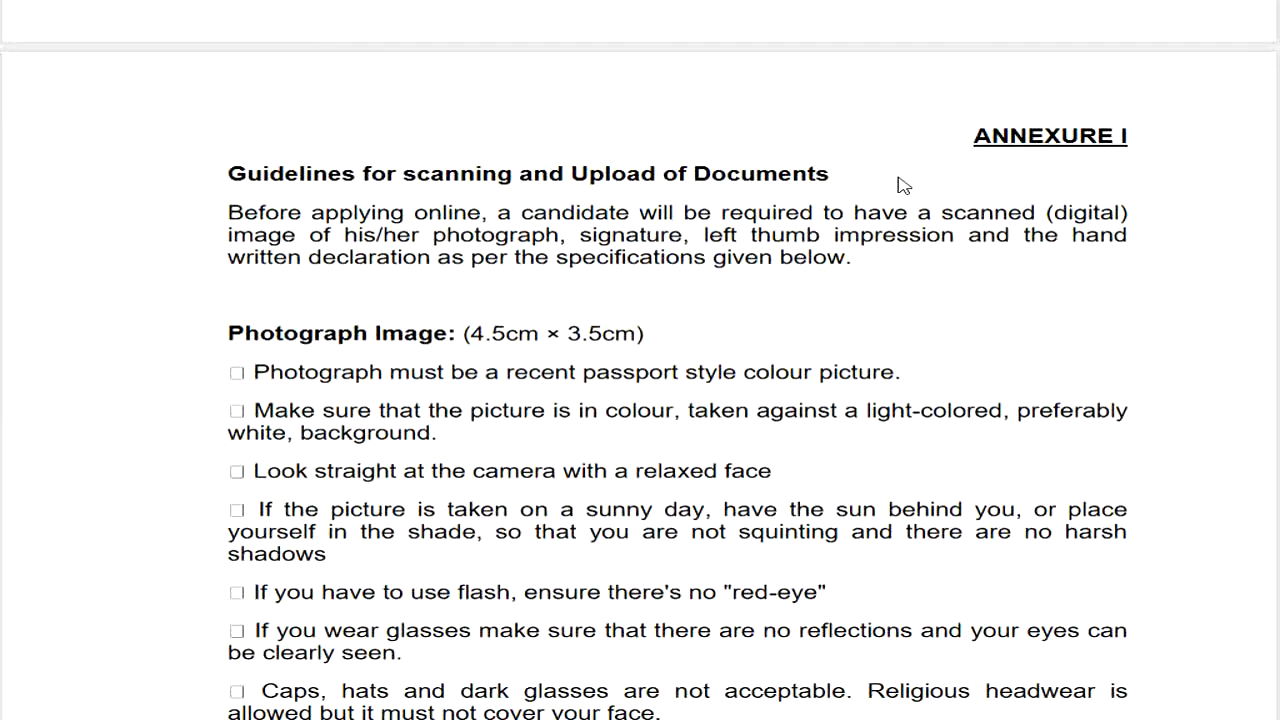 ANNEXURE I
Guidelines for scanning and Upload of Documents
Before applying online, a candidate will be required to have a scanned (digital)
image of his/her photograph, signature, left thumb impression and the hand
written declaration as per the specifications given below.
Photograph Image: (4.5cm × 3.5cm)
☐ Photograph must be a recent passport style colour picture.
☐ Make sure that the picture is in colour, taken against a light-colored, preferably
white, background.
☐ Look straight at the camera with a relaxed face
☐ If the picture is taken on a sunny day, have the sun behind you, or place
yourself in the shade, so that you are not squinting and there are no harsh
shadows
☐ If you have to use flash, ensure there's no "red-eye"
☐ If you wear glasses make sure that there are no reflections and your eyes can
be clearly seen.
☐ Caps, hats and dark glasses are not acceptable. Religious headwear is
allowed but it must not cover your face.